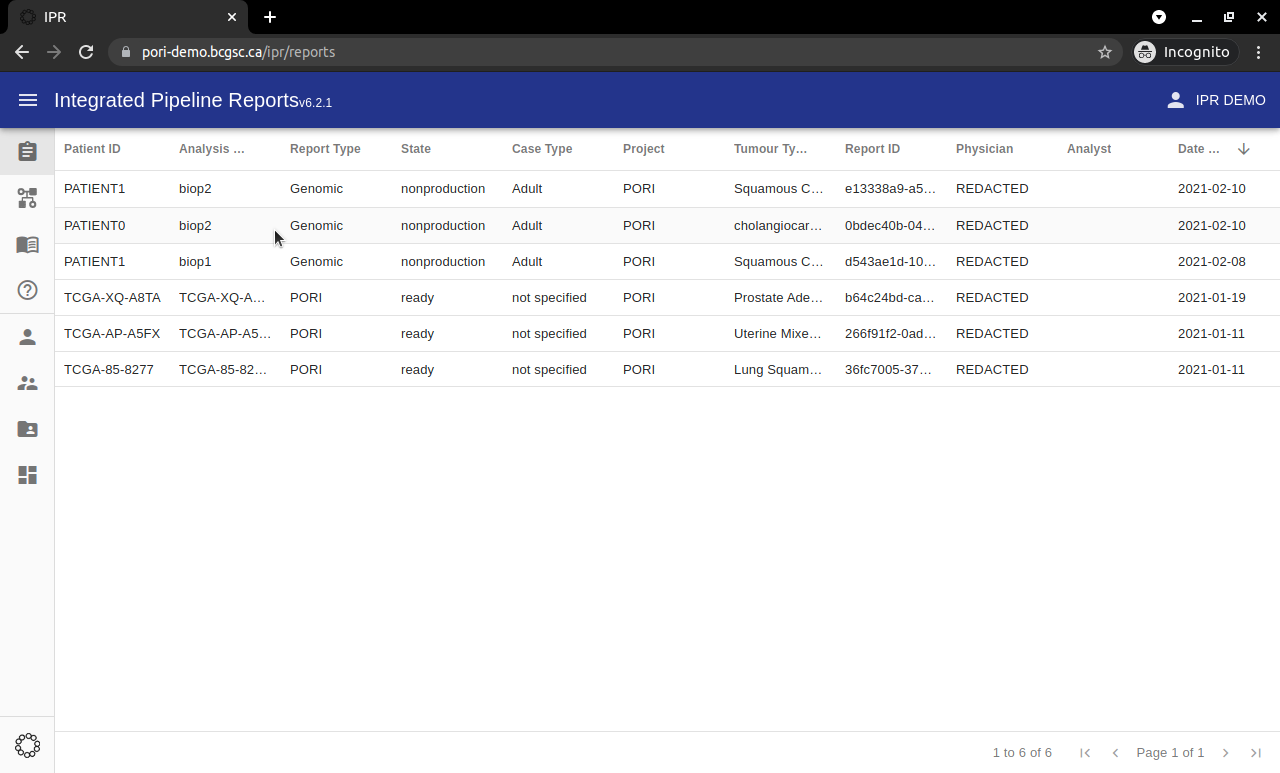 IPR
pori-demo.bcgsc.ca/ipr/reports
Incognito
Integrated Pipeline Reports v6.2.1
IPR DEMO
Patient ID Analysis … Report Type State Case Type Project Tumour Ty… Report ID Physician Analyst Date …
PATIENT1 biop2 Genomic nonproduction Adult PORI Squamous C… e13338a9-a5… REDACTED 2021-02-10
PATIENT0 biop2 Genomic nonproduction Adult PORI cholangiocar… 0bdec40b-04… REDACTED 2021-02-10
PATIENT1 biop1 Genomic nonproduction Adult PORI Squamous C… d543ae1d-10… REDACTED 2021-02-08
TCGA-XQ-A8TA TCGA-XQ-A… PORI ready not specified PORI Prostate Ade… b64c24bd-ca… REDACTED 2021-01-19
TCGA-AP-A5FX TCGA-AP-A5… PORI ready not specified PORI Uterine Mixe… 266f91f2-0ad… REDACTED 2021-01-11
TCGA-85-8277 TCGA-85-82… PORI ready not specified PORI Lung Squam… 36fc7005-37… REDACTED 2021-01-11
1 to 6 of 6 Page 1 of 1